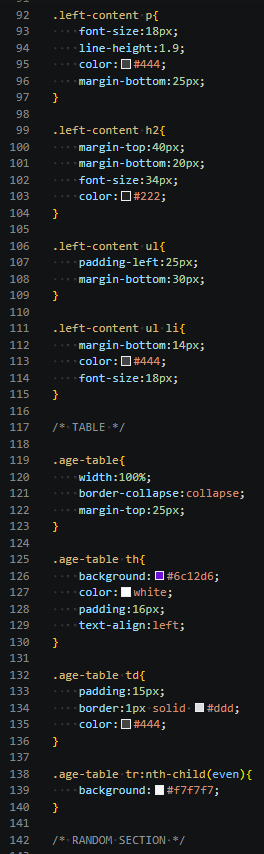 92 .left-content p{
93 font-size:18px;
94 line-height:1.9;
95 color:#444;
96 margin-bottom:25px;
97 }
98
99 .left-content h2{
100 margin-top:40px;
101 margin-bottom:20px;
102 font-size:34px;
103 color:#222;
104 }
105
106 .left-content ul{
107 padding-left:25px;
108 margin-bottom:30px;
109 }
110
111 .left-content ul li{
112 margin-bottom:14px;
113 color:#444;
114 font-size:18px;
115 }
116
117 /* TABLE */
118
119 .age-table{
120 width:100%;
121 border-collapse:collapse;
122 margin-top:25px;
123 }
124
125 .age-table th{
126 background:#6c12d6;
127 color:white;
128 padding:16px;
129 text-align:left;
130 }
131
132 .age-table td{
133 padding:15px;
134 border:1px solid #ddd;
135 color:#444;
136 }
137
138 .age-table tr:nth-child(even){
139 background:#f7f7f7;
140 }
141
142 /* RANDOM SECTION */